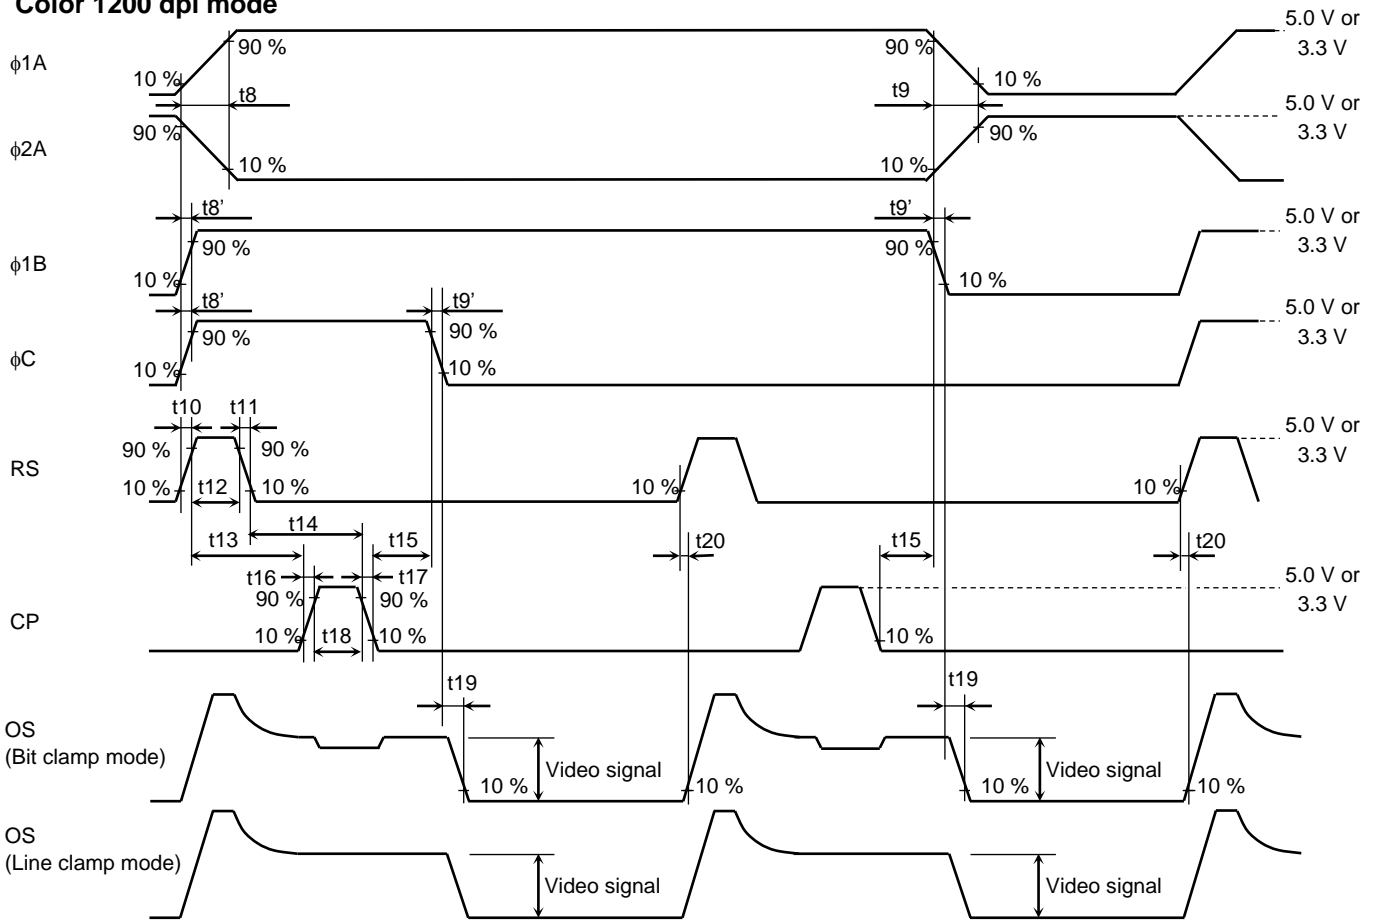 Color 1200 dpi mode
5.0 V or
3.3 V
ϕ1A
90 %
90 %
10 %
10 %
t8
t9
5.0 V or
3.3 V
ϕ2A
90 %
90 %
10 %
10 %
t8’
t9’
5.0 V or
3.3 V
ϕ1B
90 %
90 %
10 %
10 %
t8’
t9’
5.0 V or
3.3 V
ϕC
90 %
90 %
10 %
10 %
t10
t11
5.0 V or
3.3 V
RS
90 %
90 %
10 %
t12
10 %
10 %
10 %
t13
t14
t15
t20
t15
t20
t16
t17
5.0 V or
3.3 V
CP
90 %
90 %
10 %
t18
10 %
10 %
t19
t19
OS
(Bit clamp mode)
Video signal
Video signal
10 %
10 %
10 %
10 %
OS
(Line clamp mode)
Video signal
Video signal